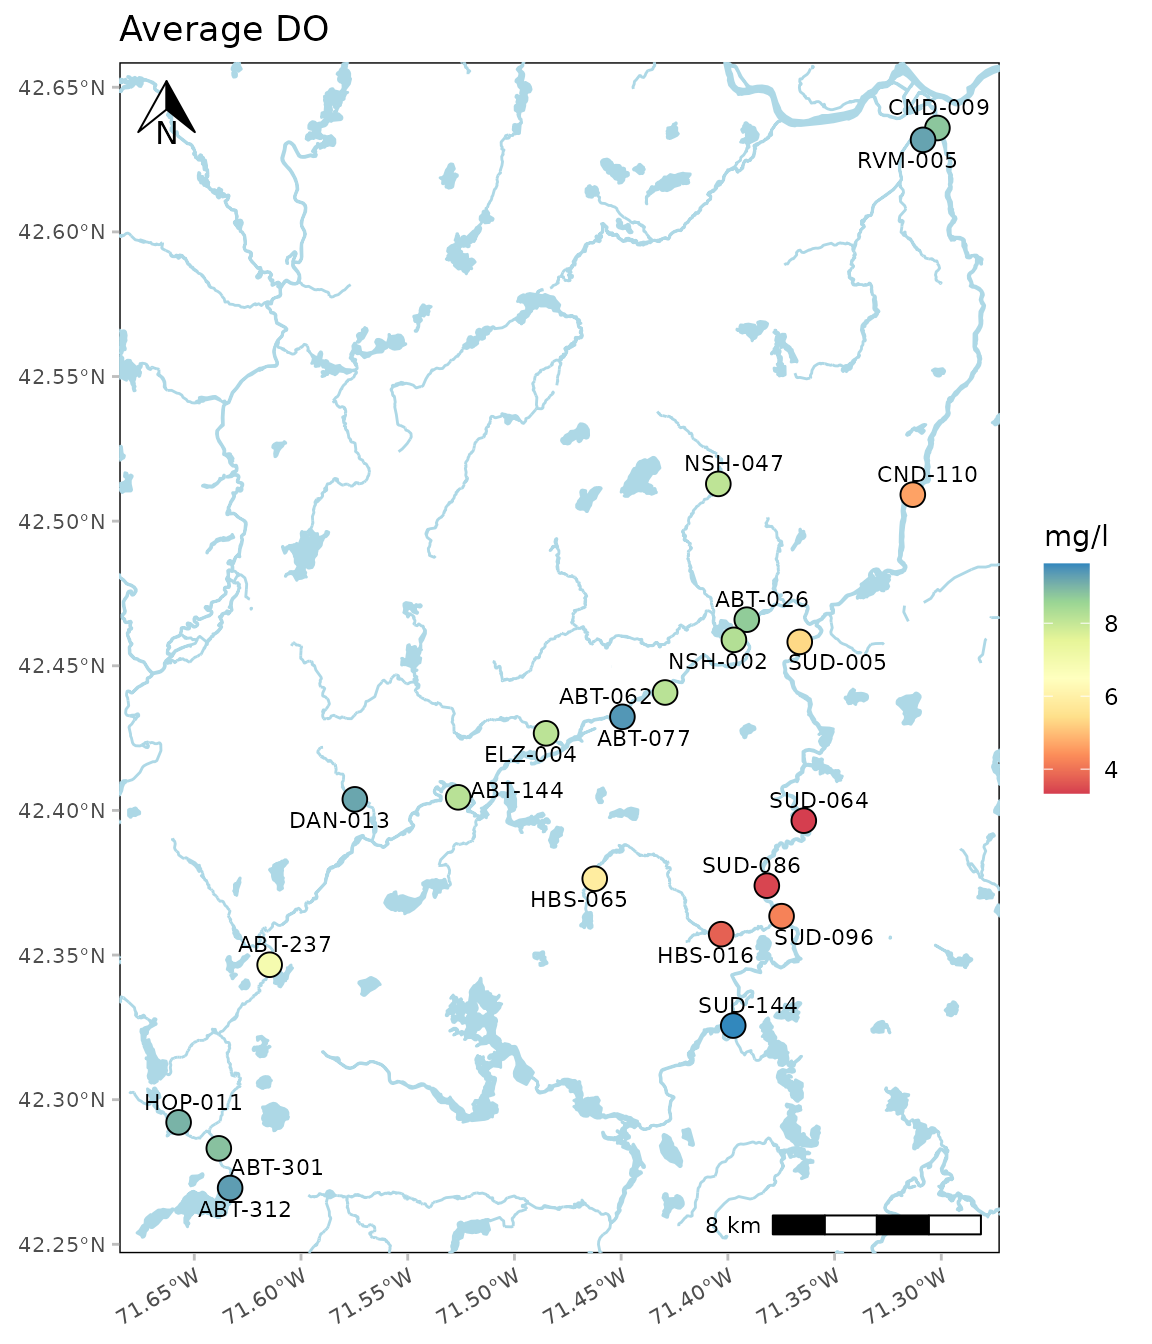 Average DO
42.65°N
42.60°N
42.55°N
42.50°N
42.45°N
42.40°N
42.35°N
42.30°N
42.25°N
N
CND-009
RVM-005
NSH-047
CND-110
ABT-026
NSH-002
SUD-005
ABT-062
ABT-077
ELZ-004
ABT-144
DAN-013
SUD-064
SUD-086
HBS-065
SUD-096
HBS-016
ABT-237
SUD-144
HOP-011
ABT-301
ABT-312
8 km
71.65°W
71.60°W
71.55°W
71.50°W
71.45°W
71.40°W
71.35°W
71.30°W
mg/l
8
6
4